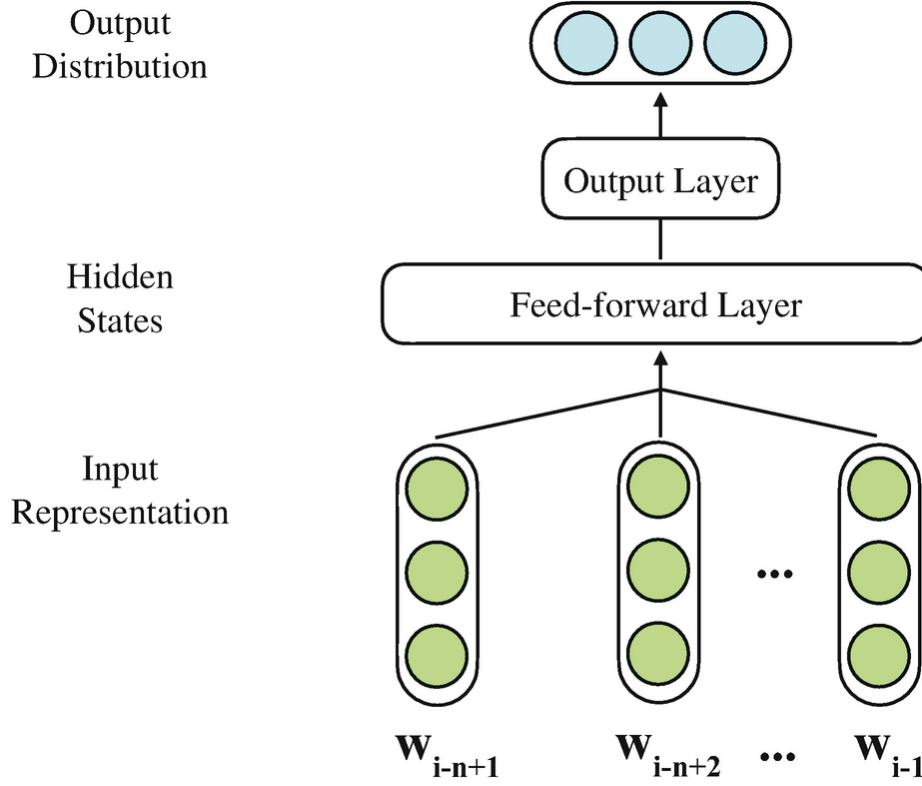 Output
Distribution
Output Layer
Hidden
States
Feed-forward Layer
Input
Representation
...
w i-n+1 w i-n+2 ... w i-1